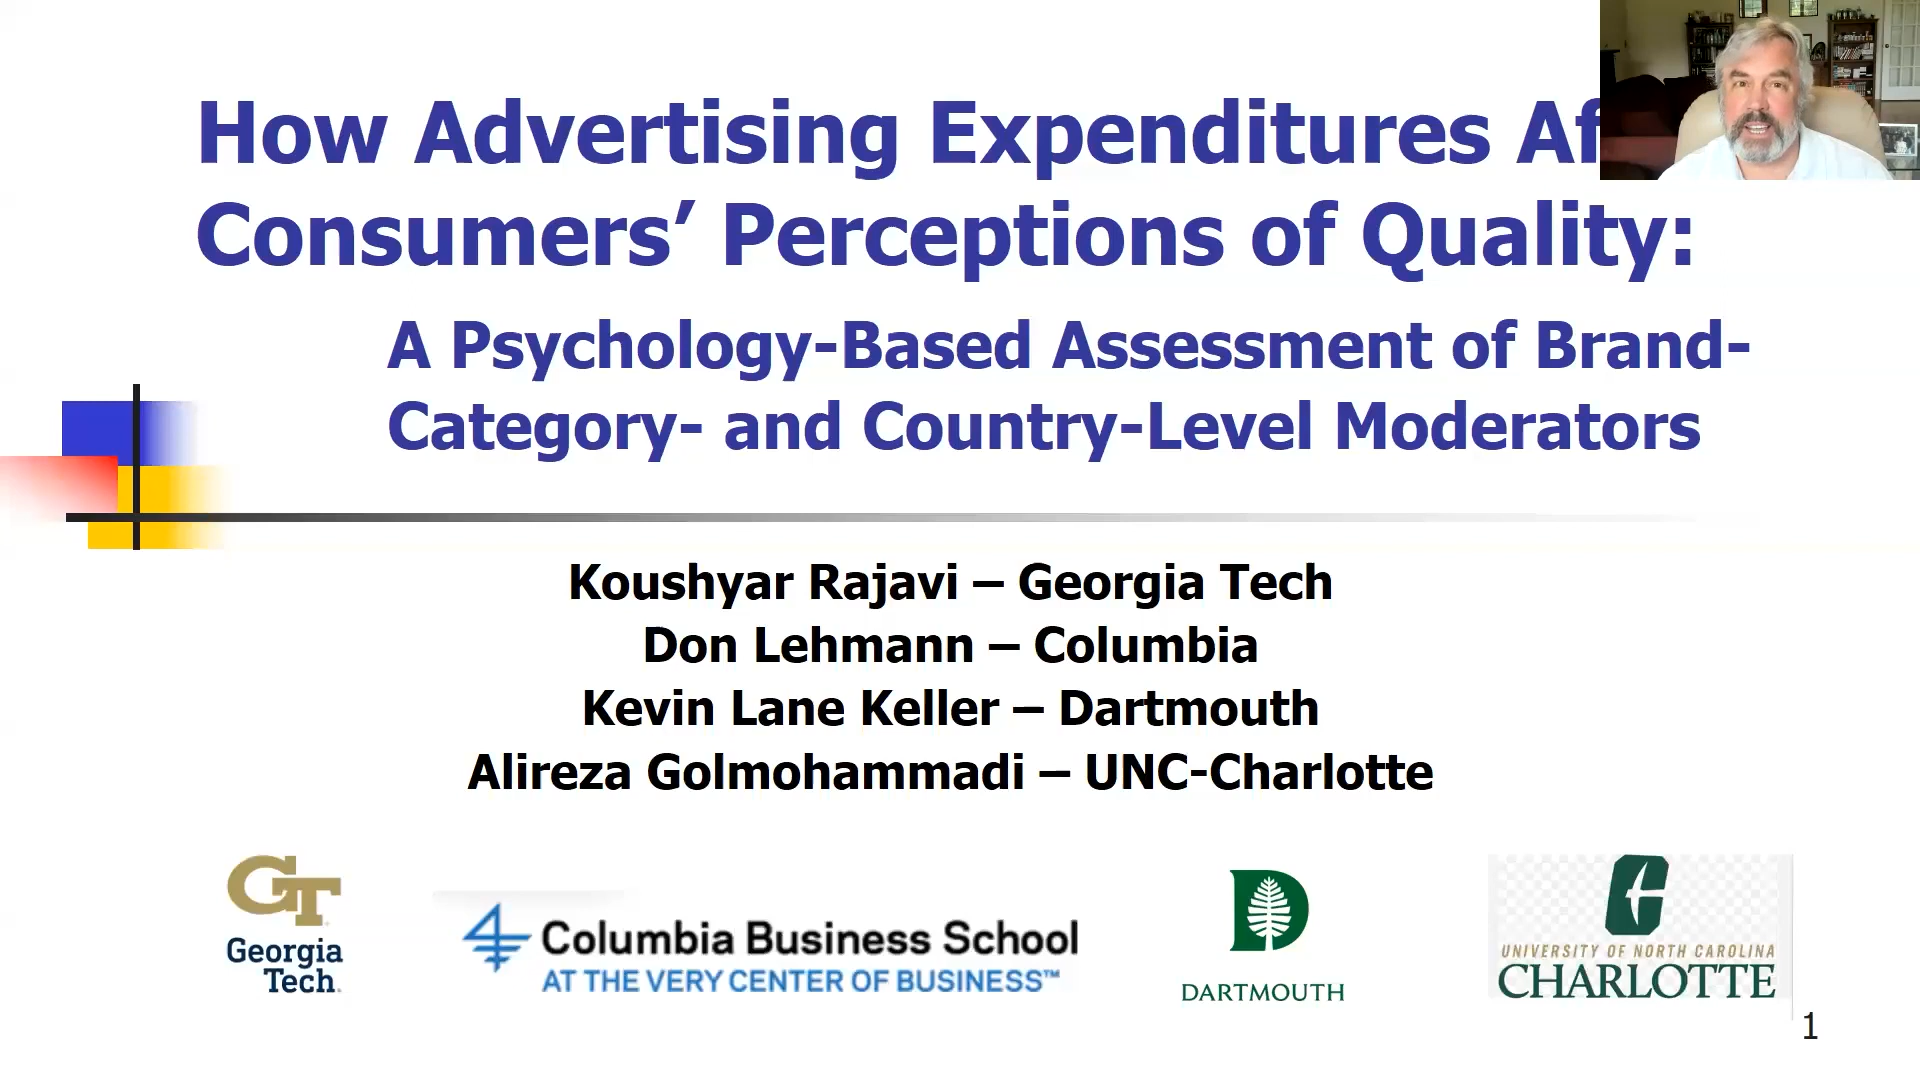 How Advertising Expenditures Af
Consumers’ Perceptions of Quality:
A Psychology-Based Assessment of Brand-
Category- and Country-Level Moderators
Koushyar Rajavi – Georgia Tech
Don Lehmann – Columbia
Kevin Lane Keller – Dartmouth
Alireza Golmohammadi – UNC-Charlotte
GT
Georgia
Tech
Columbia Business School
AT THE VERY CENTER OF BUSINESS™
D
DARTMOUTH
C
UNIVERSITY OF NORTH CAROLINA
CHARLOTTE
1